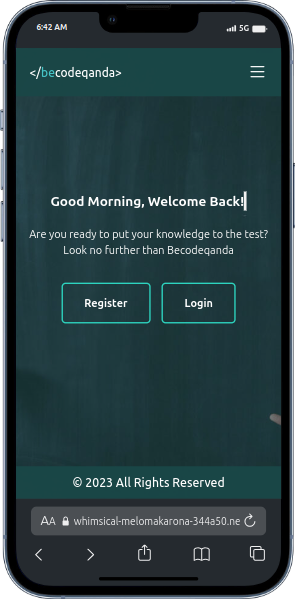 6:42 AM 5G
</becodeqanda>
Good Morning, Welcome Back!
Are you ready to put your knowledge to the test?
Look no further than Becodeqanda
Register Login
© 2023 All Rights Reserved
AA whimsical-melomakarona-344a50.ne